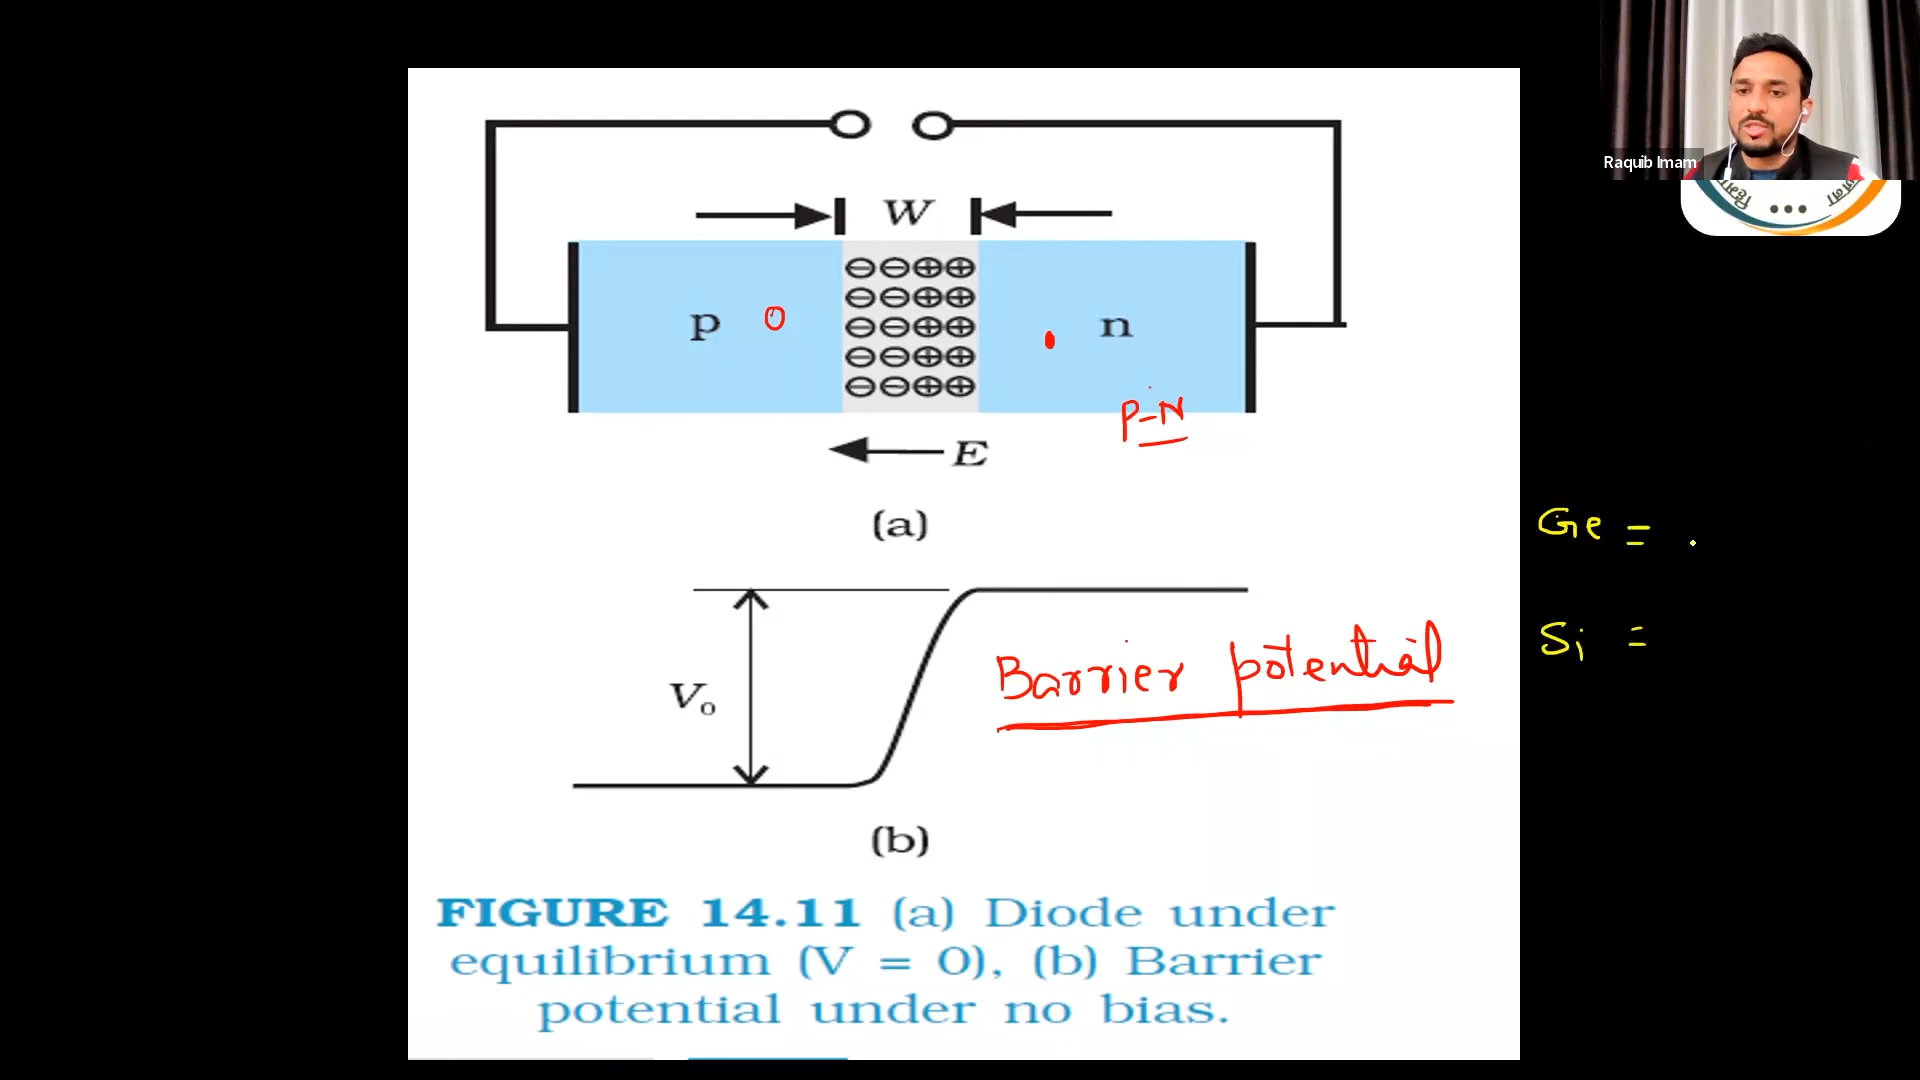 Raquib Imam
W
⊖⊖⊕⊕
⊖⊖⊕⊕
⊖⊖⊕⊕
⊖⊖⊕⊕
⊖⊖⊕⊕
p O n
P-N
E
(a)
Ge = .
Si =
Barrier potential
V₀
(b)
FIGURE 14.11 (a) Diode under
equilibrium (V = 0), (b) Barrier
potential under no bias.